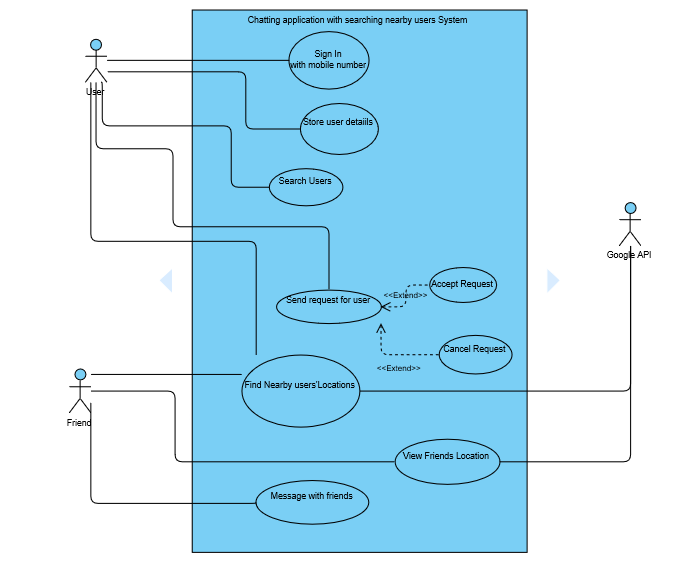 Chatting application with searching nearby users System
Sign In
with mobile number
User
Store user detaiils
Search Users
Google API
Accept Request
<<Extend>>
Send request for user
Cancel Request
<<Extend>>
Find Nearby users'Locations
Friend
View Friends Location
Message with friends